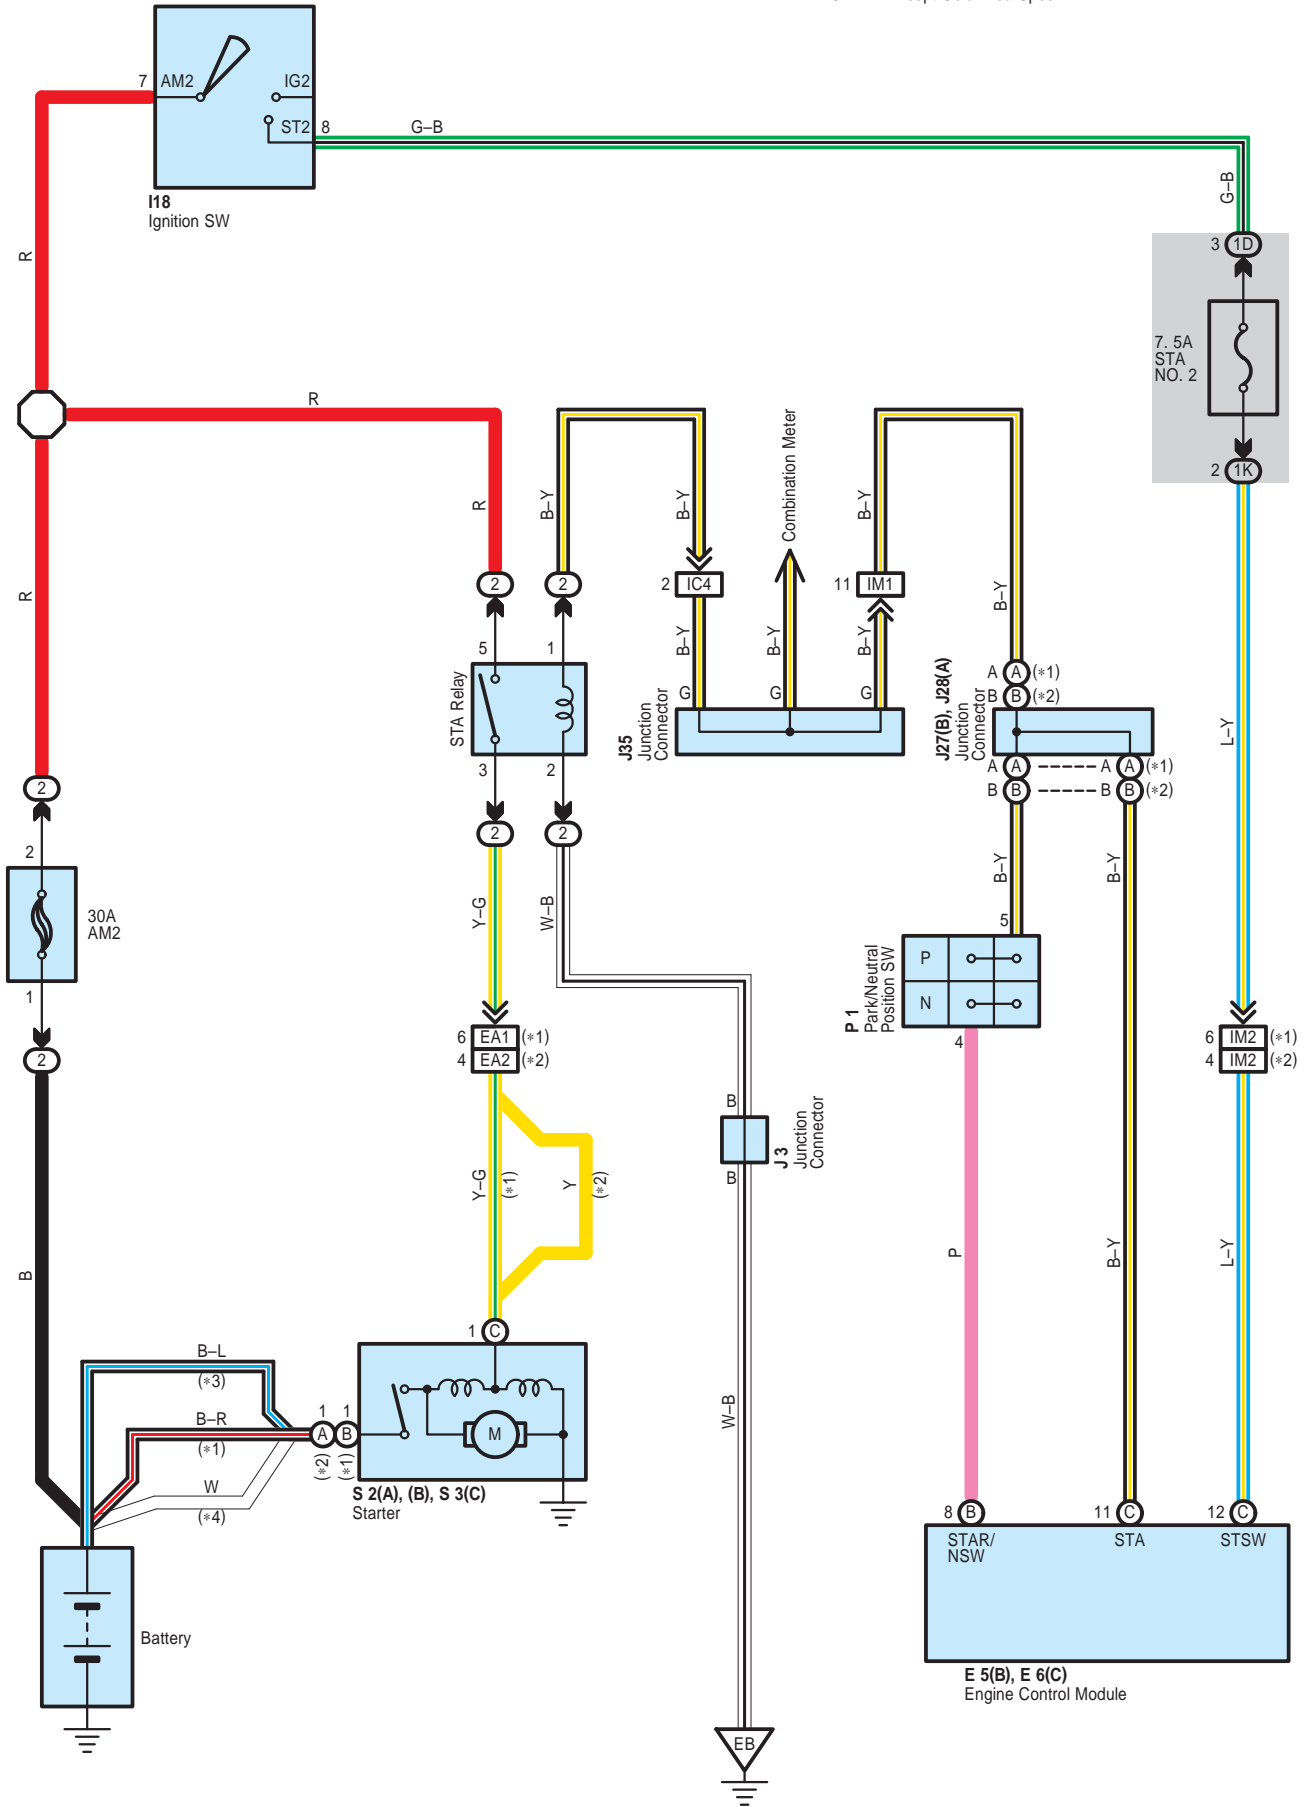 7 AM2 IG2
ST2 8 G–B
I18
Ignition SW
G–B
3 1D
7. 5A
STA
NO. 2
2 1K
R
R
R
R
B–Y
B–Y
Combination Meter
B–Y
B–Y
2 2
2 IC4
11 IM1
5 1
STA Relay
3 2
B–Y
B–Y
B–Y
G G G
J35
Junction
Connector
A A (*1)
B B (*2)
J27(B), J28(A)
Junction
Connector
A A A A (*1)
B B B B (*2)
L–Y
2
2
30A
AM2
1
2
2 2
Y–G
W–B
B–Y
B–Y
5
P
N
P 1
Park/Neutral
Position SW
4
6 EA1 (*1)
4 EA2 (*2)
6 IM2 (*1)
4 IM2 (*2)
B
J 3
Junction
Connector
B
Y–G
(*1)
Y
(*2)
B
P
B–Y
L–Y
1 C
B–L
(*3)
B–R
(*1)
W
(*4)
1 1
A B
(*2) (*1)
M
S 2(A), (B), S 3(C)
Starter
W–B
8 B 11 C 12 C
STAR/
NSW
STA
STSW
E 5(B), E 6(C)
Engine Control Module
Battery
EB